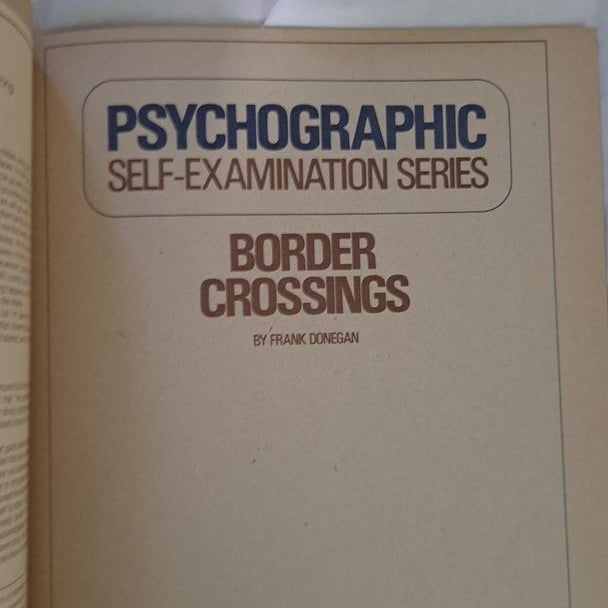 PSYCHOGRAPHIC
SELF-EXAMINATION SERIES
BORDER
CROSSINGS
BY FRANK DONEGAN